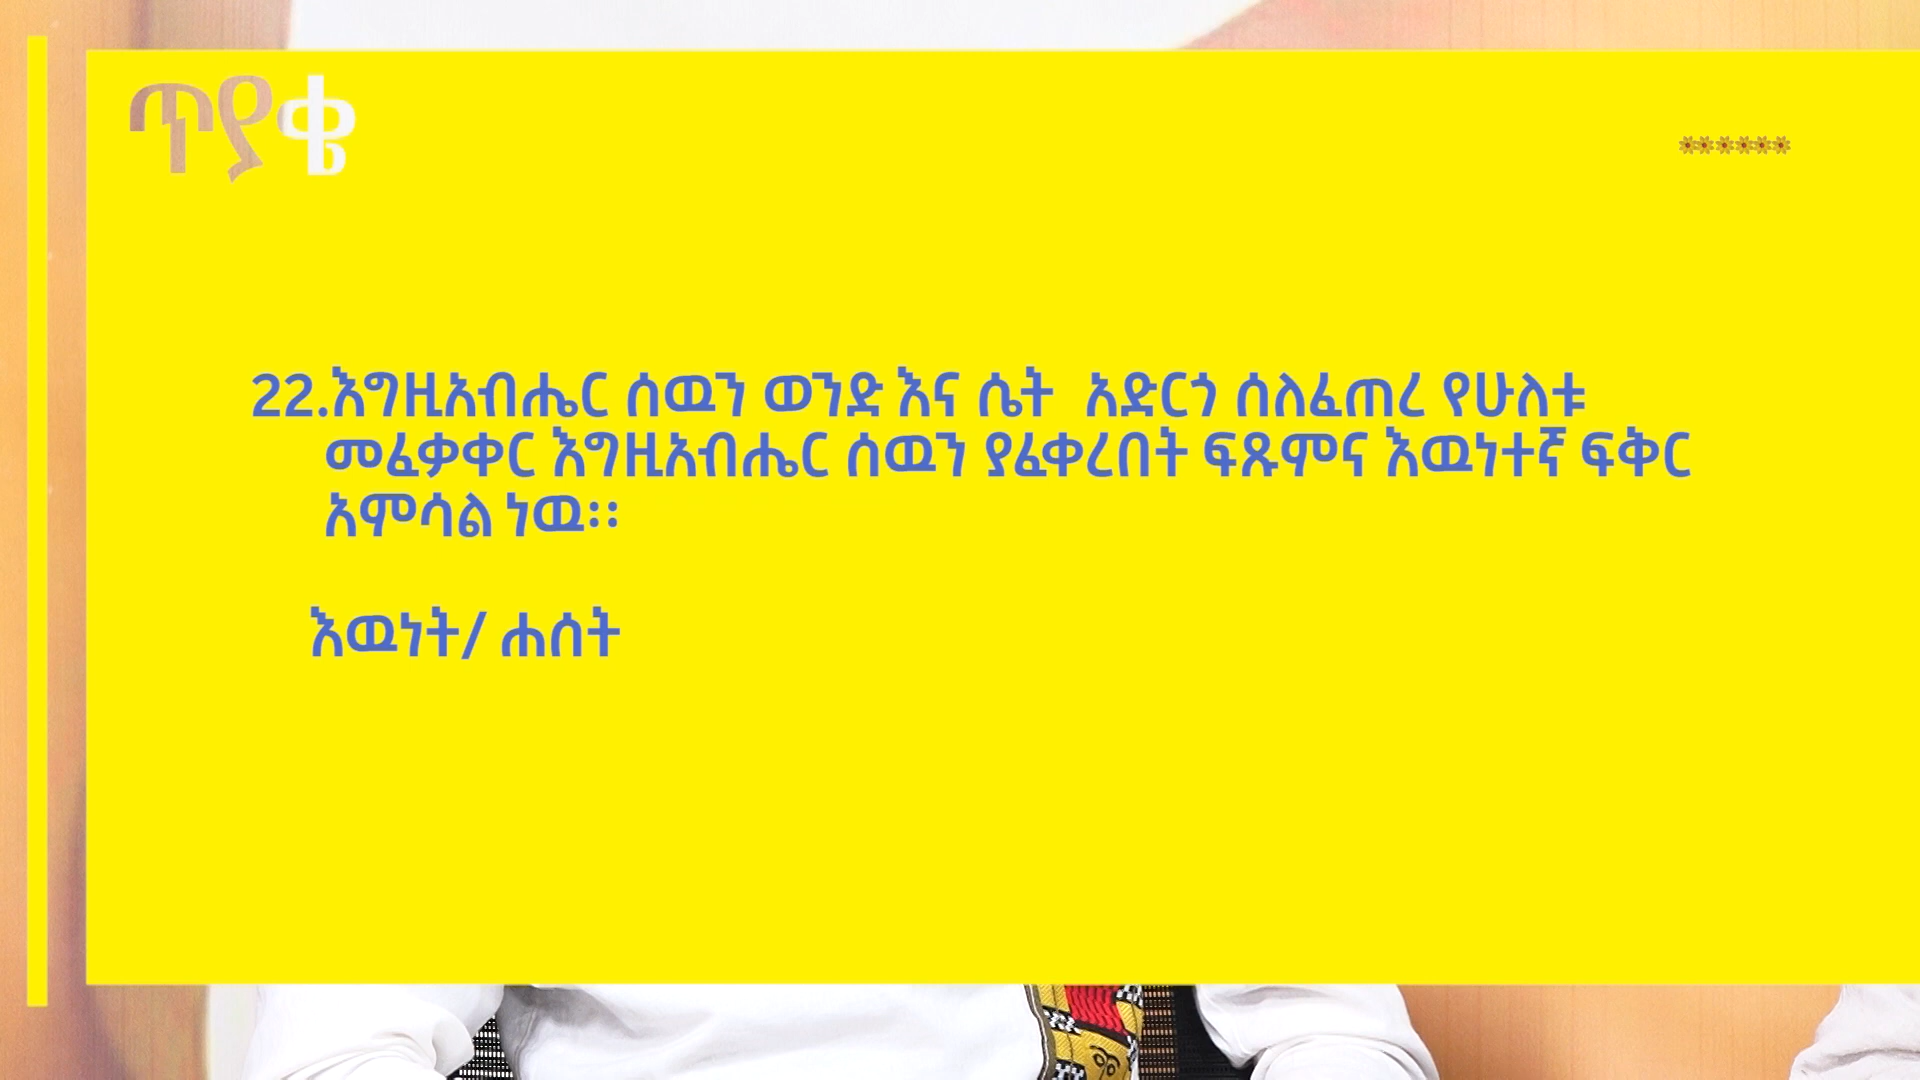 ጥያቄ
22.እግዚአብሔር ሰዉን ወንድ እና ሴት አድርጎ ሰለፈጠረ የሁለቱ
መፈቃቀር እግዚአብሔር ሰዉን ያፈቀረበት ፍጹምና እዉነተኛ ፍቅር
አምሳል ነዉ፡፡
እዉነት/ ሐሰት